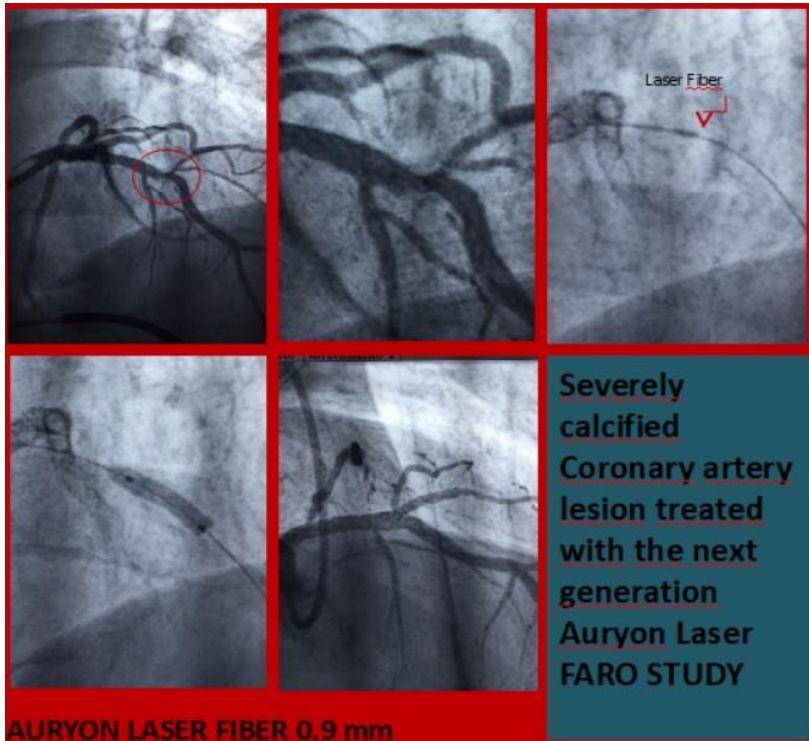 Laser Fiber
Severely
calcified
Coronary artery
lesion treated
with the next
generation
Auryon Laser
FARO STUDY
AURYON LASER FIBER 0.9 mm